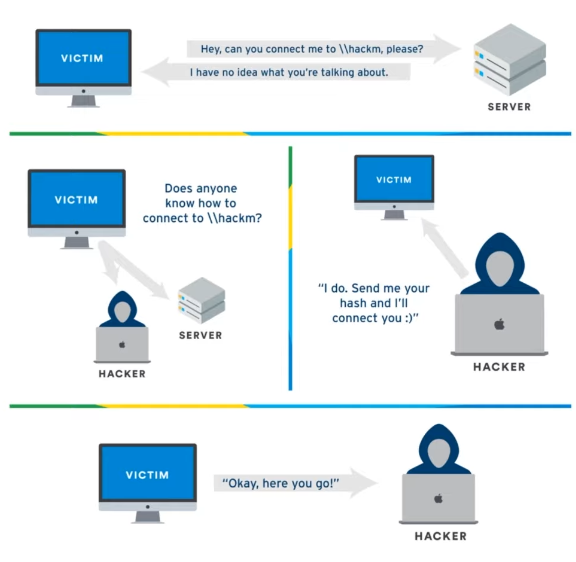 VICTIM
Hey, can you connect me to \\hackm, please?
I have no idea what you're talking about.
SERVER
VICTIM
Does anyone
know how to
connect to \\hackm?
SERVER
HACKER
VICTIM
"I do. Send me your
hash and I'll
connect you :)"
HACKER
VICTIM
"Okay, here you go!"
HACKER